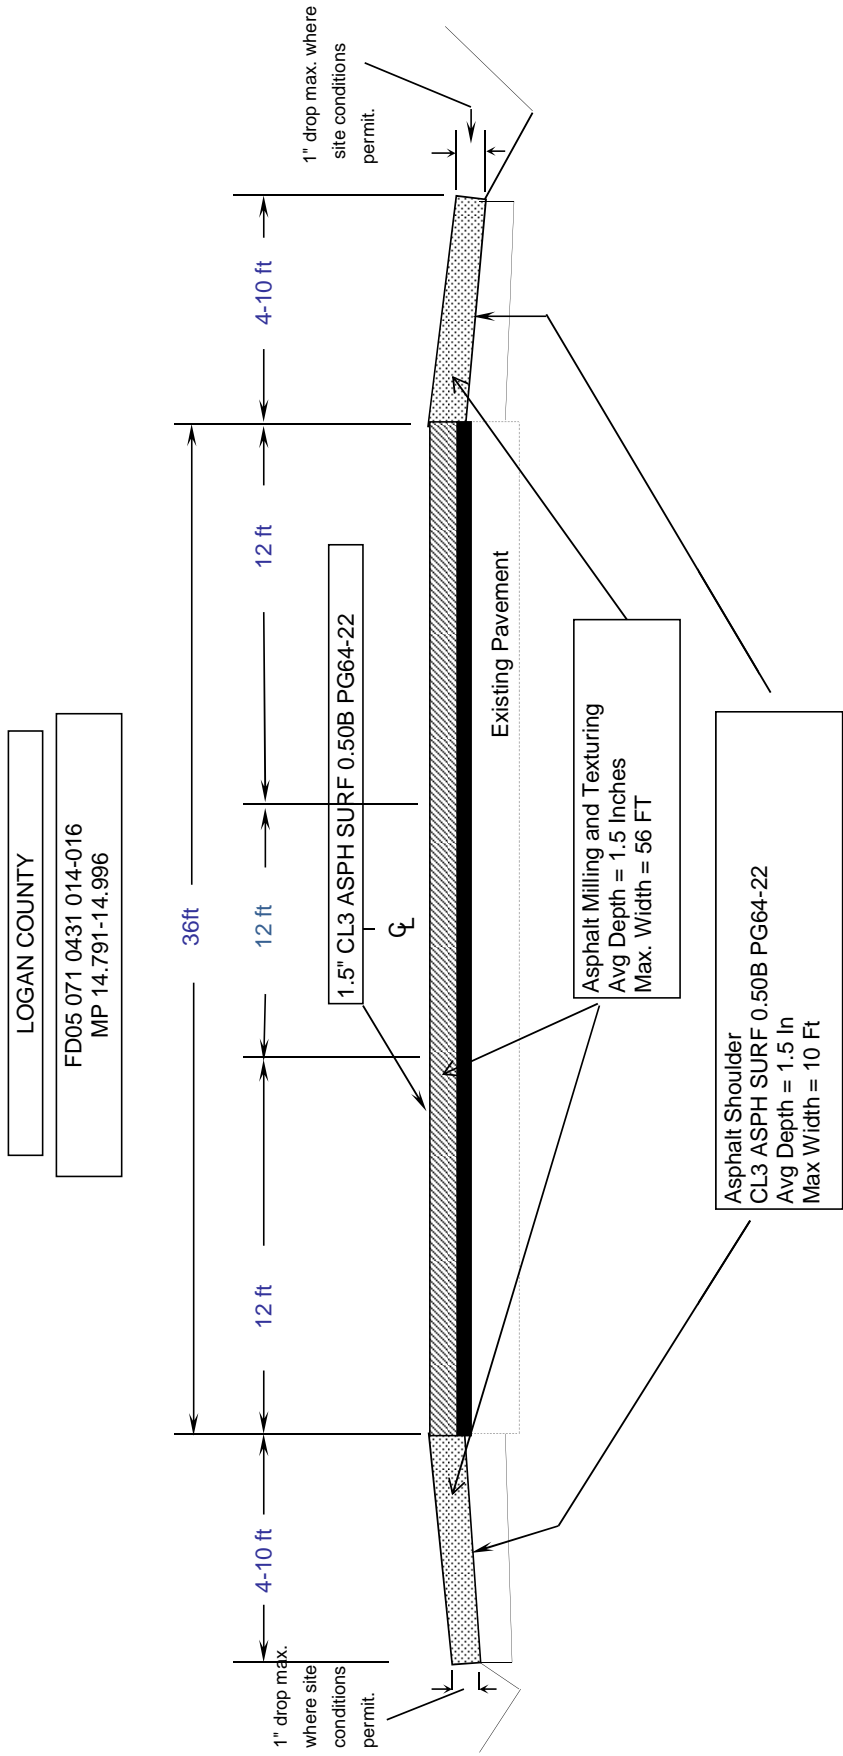 LOGAN COUNTY
FD05 071 0431 014-016
MP 14.791-14.996
36ft
4-10 ft
12 ft
12 ft
12 ft
4-10 ft
1" drop max.
where site
conditions
permit.
1" drop max. where
site conditions
permit.
1.5" CL3 ASPH SURF 0.50B PG64-22
CL
Existing Pavement
Asphalt Milling and Texturing
Avg Depth = 1.5 Inches
Max. Width = 56 FT
Asphalt Shoulder
CL3 ASPH SURF 0.50B PG64-22
Avg Depth = 1.5 In
Max Width = 10 Ft